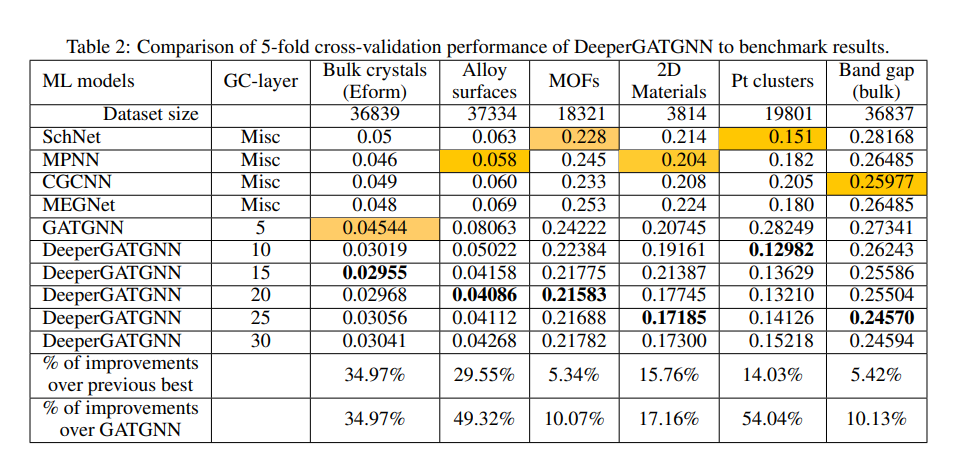 Table 2: Comparison of 5-fold cross-validation performance of DeeperGATGNN to benchmark results.
ML models GC-layer Bulk crystals (Eform) Alloy surfaces MOFs 2D Materials Pt clusters Band gap (bulk)
Dataset size 36839 37334 18321 3814 19801 36837
SchNet Misc 0.05 0.063 0.228 0.214 0.151 0.28168
MPNN Misc 0.046 0.058 0.245 0.204 0.182 0.26485
CGCNN Misc 0.049 0.060 0.233 0.208 0.205 0.25977
MEGNet Misc 0.048 0.069 0.253 0.224 0.180 0.26485
GATGNN 5 0.04544 0.08063 0.24222 0.20745 0.28249 0.27341
DeeperGATGNN 10 0.03019 0.05022 0.22384 0.19161 0.12982 0.26243
DeeperGATGNN 15 0.02955 0.04158 0.21775 0.21387 0.13629 0.25586
DeeperGATGNN 20 0.02968 0.04086 0.21583 0.17745 0.13210 0.25504
DeeperGATGNN 25 0.03056 0.04112 0.21688 0.17185 0.14126 0.24570
DeeperGATGNN 30 0.03041 0.04268 0.21782 0.17300 0.15218 0.24594
% of improvements over previous best 34.97% 29.55% 5.34% 15.76% 14.03% 5.42%
% of improvements over GATGNN 34.97% 49.32% 10.07% 17.16% 54.04% 10.13%